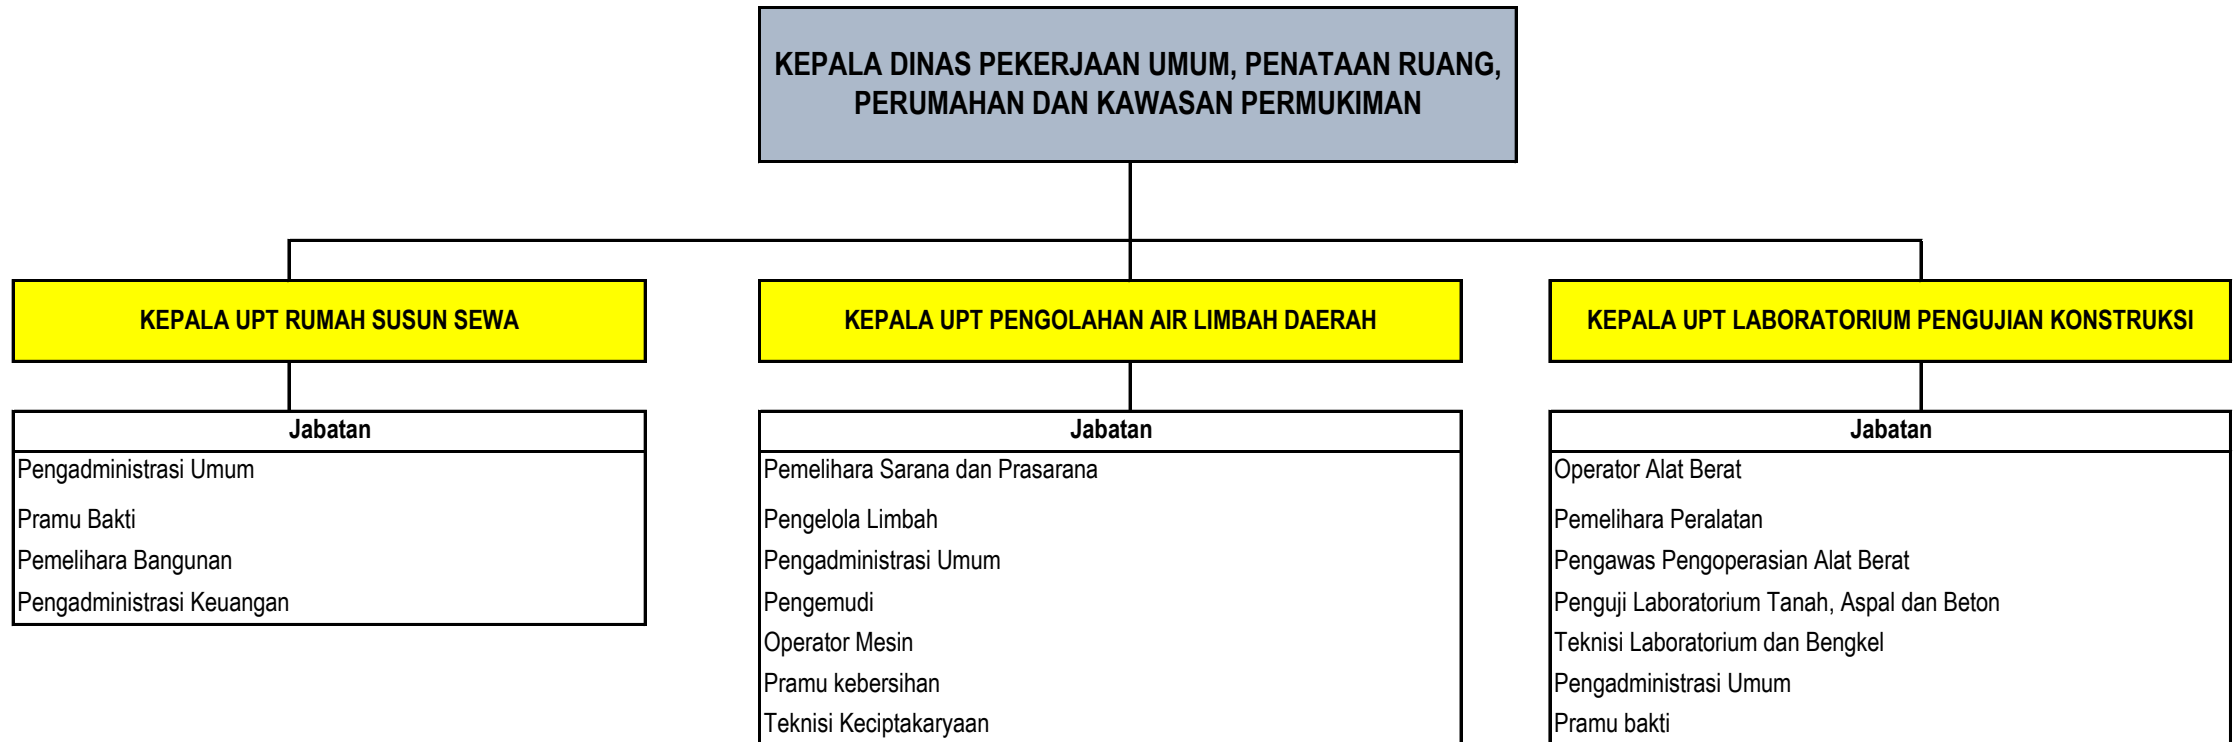 KEPALA DINAS PEKERJAAN UMUM, PENATAAN RUANG,
PERUMAHAN DAN KAWASAN PERMUKIMAN
KEPALA UPT RUMAH SUSUN SEWA
Jabatan
Pengadministrasi Umum
Pramu Bakti
Pemelihara Bangunan
Pengadministrasi Keuangan
KEPALA UPT PENGOLAHAN AIR LIMBAH DAERAH
Jabatan
Pemelihara Sarana dan Prasarana
Pengelola Limbah
Pengadministrasi Umum
Pengemudi
Operator Mesin
Pramu kebersihan
Teknisi Keciptakaryaan
KEPALA UPT LABORATORIUM PENGUJIAN KONSTRUKSI
Jabatan
Operator Alat Berat
Pemelihara Peralatan
Pengawas Pengoperasian Alat Berat
Penguji Laboratorium Tanah, Aspal dan Beton
Teknisi Laboratorium dan Bengkel
Pengadministrasi Umum
Pramu bakti